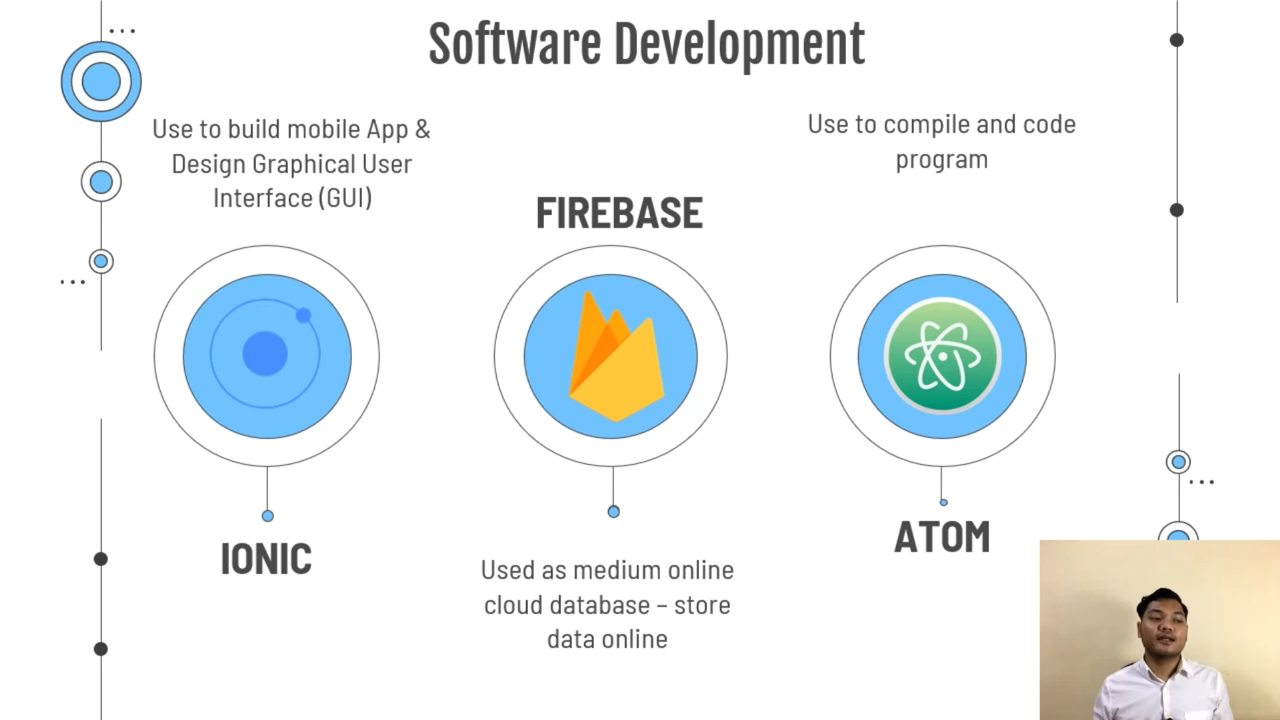 Software Development
Use to build mobile App &
Design Graphical User
Interface (GUI)
IONIC
FIREBASE
Used as medium online
cloud database – store
data online
Use to compile and code
program
ATOM